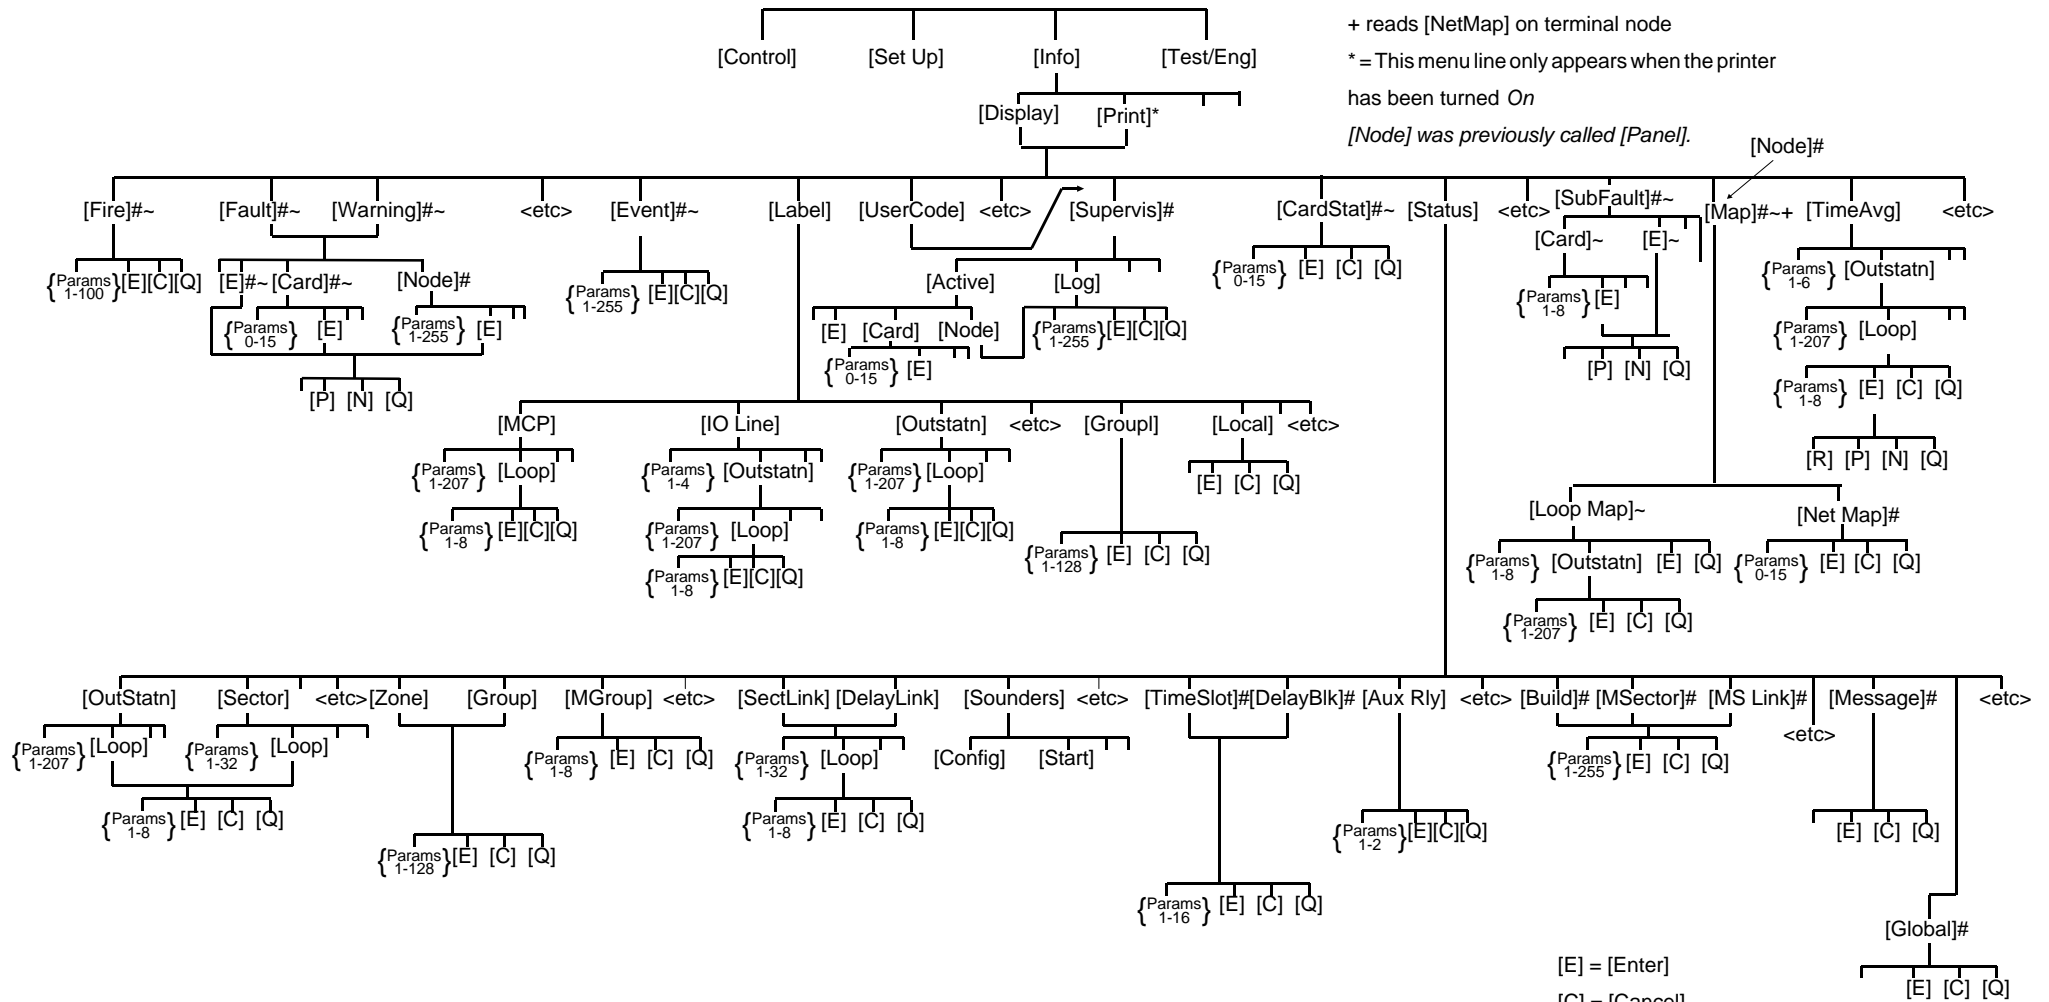 [Control] [Set Up] [Info] [Test/Eng]
+ reads [NetMap] on terminal node
* = This menu line only appears when the printer
has been turned On
[Node] was previously called [Panel].
[Display] [Print]*
[Node]#
[Fire]#~ [Fault]#~ [Warning]#~ <etc> [Event]#~ [Label] [UserCode] <etc> [Supervis]# [CardStat]#~ [Status] <etc> [SubFault]#~ [Map]#~+ [TimeAvg] <etc>
{Params 1-100} [E][C][Q]
[E]#~ [Card]#~ [Node]#
{Params 0-15} [E] {Params 1-255} [E]
[P] [N] [Q]
{Params 1-255} [E][C][Q]
[Active] [Log]
[E] [Card] [Node] {Params 1-255} [E][C][Q]
{Params 0-15} [E]
{Params 0-15} [E] [C] [Q]
[Card]~ [E]~
{Params 1-8} [E]
[P] [N] [Q]
{Params 1-6} [Outstatn]
{Params 1-207} [Loop]
{Params 1-8} [E] [C] [Q]
[R] [P] [N] [Q]
[MCP] [IO Line] [Outstatn] <etc> [Groupl] [Local] <etc>
{Params 1-207} [Loop] {Params 1-4} [Outstatn] {Params 1-207} [Loop] [E] [C] [Q]
{Params 1-8} [E][C][Q] {Params 1-207} [Loop] {Params 1-8} [E][C][Q] {Params 1-128} [E] [C] [Q]
{Params 1-8} [E][C][Q]
[Loop Map]~ [Net Map]#
{Params 1-8} [Outstatn] [E] [Q] {Params 0-15} [E] [C] [Q]
{Params 1-207} [E] [C] [Q]
[OutStatn] [Sector] <etc> [Zone] [Group] [MGroup] <etc> [SectLink] [DelayLink] [Sounders] <etc> [TimeSlot]# [DelayBlk]# [Aux Rly] <etc> [Build]# [MSector]# [MS Link]# [Message]# <etc>
<etc>
{Params 1-207} [Loop] {Params 1-32} [Loop] {Params 1-8} [E] [C] [Q] {Params 1-32} [Loop] [Config] [Start] {Params 1-255} [E] [C] [Q]
{Params 1-8} [E] [C] [Q] {Params 1-128} [E] [C] [Q] {Params 1-8} [E] [C] [Q] {Params 1-2} [E][C][Q] [E] [C] [Q]
{Params 1-16} [E] [C] [Q]
[Global]#
[E] [C] [Q]
[E] = [Enter]
[C] = [Cancel]